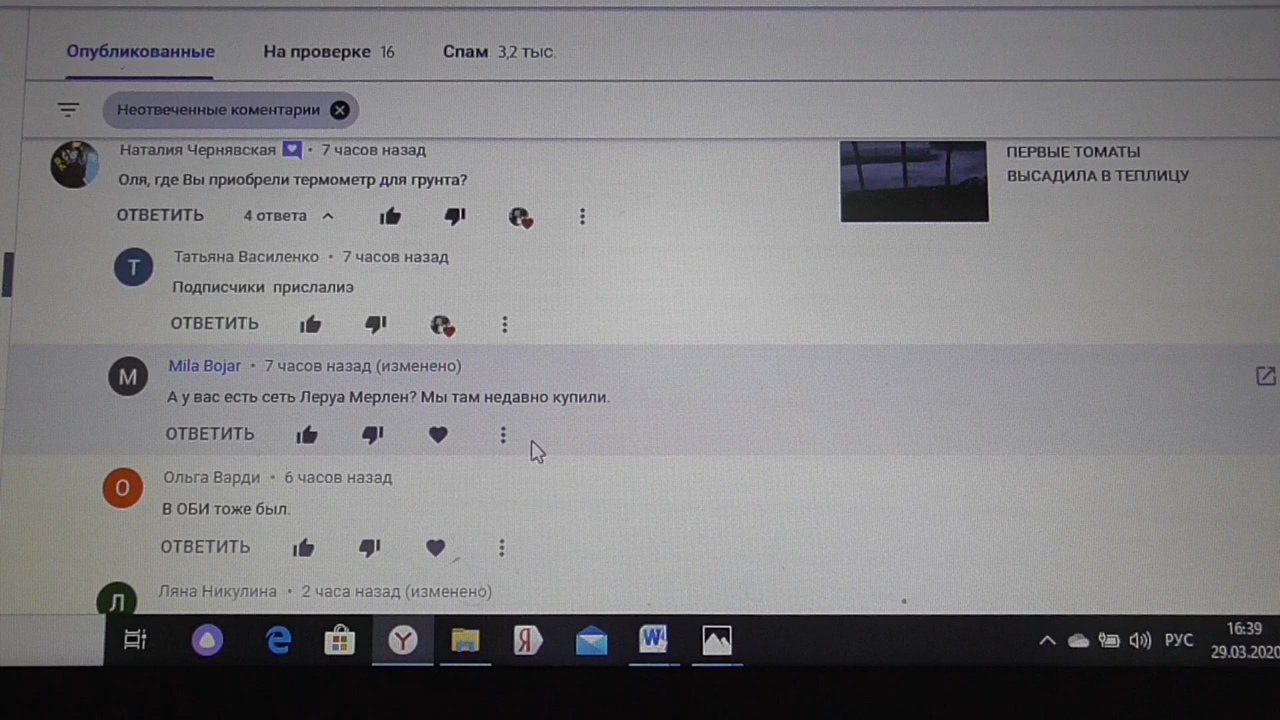 Опубликованные На проверке 16 Спам 3,2 тыс.
Неотвеченные коментарии
Наталия Чернявская • 7 часов назад
Оля, где Вы приобрели термометр для грунта?
ПЕРВЫЕ ТОМАТЫ
ВЫСАДИЛА В ТЕПЛИЦУ
ОТВЕТИТЬ 4 ответа
Т
Татьяна Василенко • 7 часов назад
Подписчики прислалиэ
ОТВЕТИТЬ
M
Mila Bojar • 7 часов назад (изменено)
А у вас есть сеть Леруа Мерлен? Мы там недавно купили.
ОТВЕТИТЬ
О
Ольга Варди • 6 часов назад
В ОБИ тоже был.
ОТВЕТИТЬ
Л
Ляна Никулина • 2 часа назад (изменено)
Y
Я
W
РУС
16:39
29.03.2020